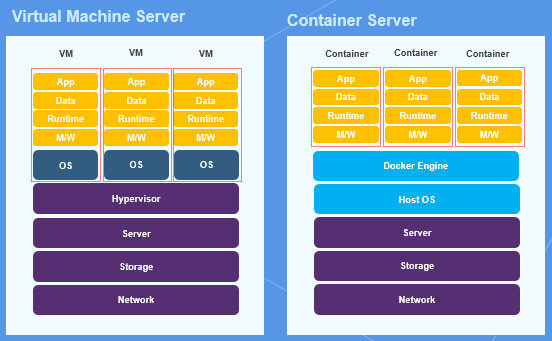 Virtual Machine Server
VM VM VM
App App App
Data Data Data
Runtime Runtime Runtime
M/W M/W M/W
OS OS OS
Hypervisor
Server
Storage
Network
Container Server
Container Container Container
App App App
Data Data Data
Runtime Runtime Runtime
M/W M/W M/W
Docker Engine
Host OS
Server
Storage
Network